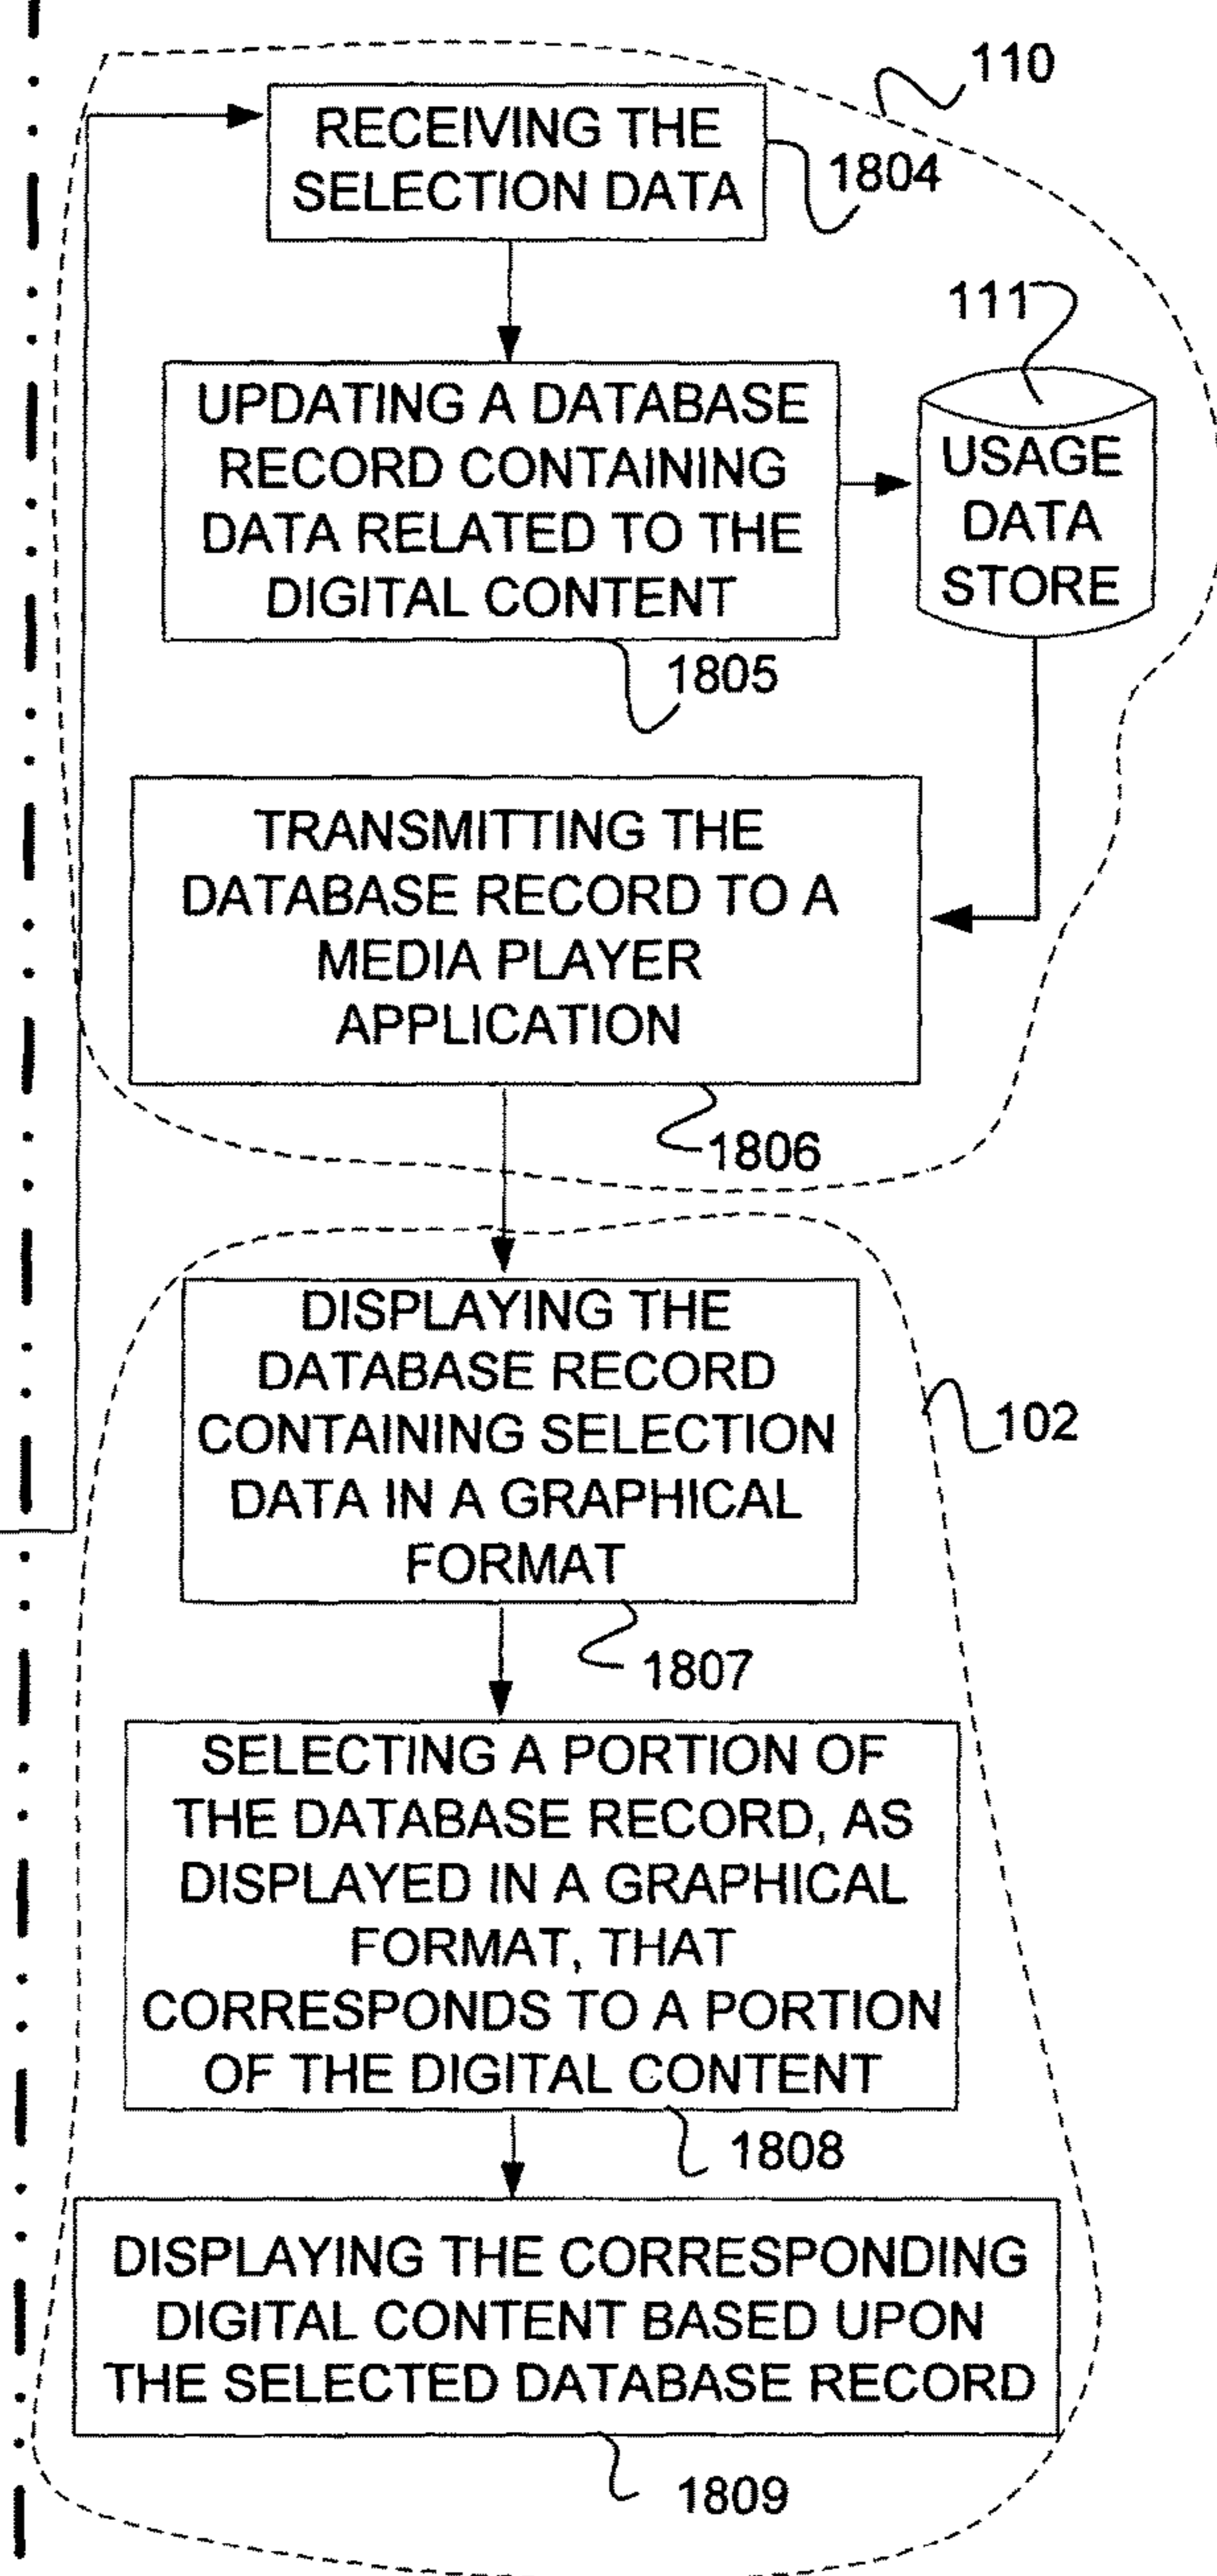 110
RECEIVING THE
SELECTION DATA
1804
111
UPDATING A DATABASE
RECORD CONTAINING
DATA RELATED TO THE
DIGITAL CONTENT
USAGE
DATA
STORE
1805
TRANSMITTING THE
DATABASE RECORD TO A
MEDIA PLAYER
APPLICATION
1806
DISPLAYING THE
DATABASE RECORD
CONTAINING SELECTION
DATA IN A GRAPHICAL
FORMAT
102
1807
SELECTING A PORTION OF
THE DATABASE RECORD, AS
DISPLAYED IN A GRAPHICAL
FORMAT, THAT
CORRESPONDS TO A PORTION
OF THE DIGITAL CONTENT
1808
DISPLAYING THE CORRESPONDING
DIGITAL CONTENT BASED UPON
THE SELECTED DATABASE RECORD
1809